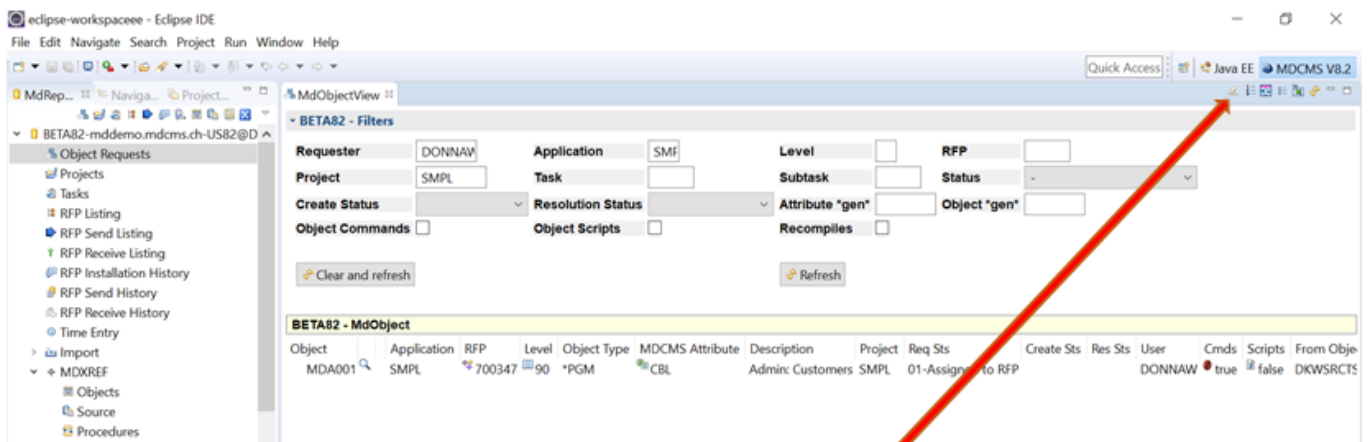 eclipse-workspaceee - Eclipse IDE
File Edit Navigate Search Project Run Window Help
Quick Access Java EE MDCMS V8.2
MdRep... Naviga... Project... MdObjectView
BETA82-mddemo.mdcms.ch-US82@D
Object Requests
Projects
Tasks
RFP Listing
RFP Send Listing
RFP Receive Listing
RFP Installation History
RFP Send History
RFP Receive History
Time Entry
Import
MDXREF
Objects
Source
Procedures
BETA82 - Filters
Requester DONNAW Application SMP Level RFP
Project SMPL Task Subtask Status -
Create Status Resolution Status Attribute *gen* Object *gen*
Object Commands Object Scripts Recompiles
Clear and refresh Refresh
BETA82 - MdObject
Object Application RFP Level Object Type MDCMS Attribute Description Project Req Sts Create Sts Res Sts User Cmds Scripts From Obje
MDA001 SMPL 700347 90 *PGM CBL Admin: Customers SMPL 01-Assigned to RFP DONNAW true false DKWSRCTS